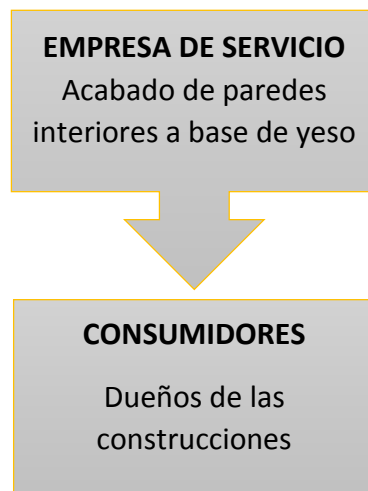 EMPRESA DE SERVICIO
Acabado de paredes
interiores a base de yeso
CONSUMIDORES
Dueños de las
construcciones